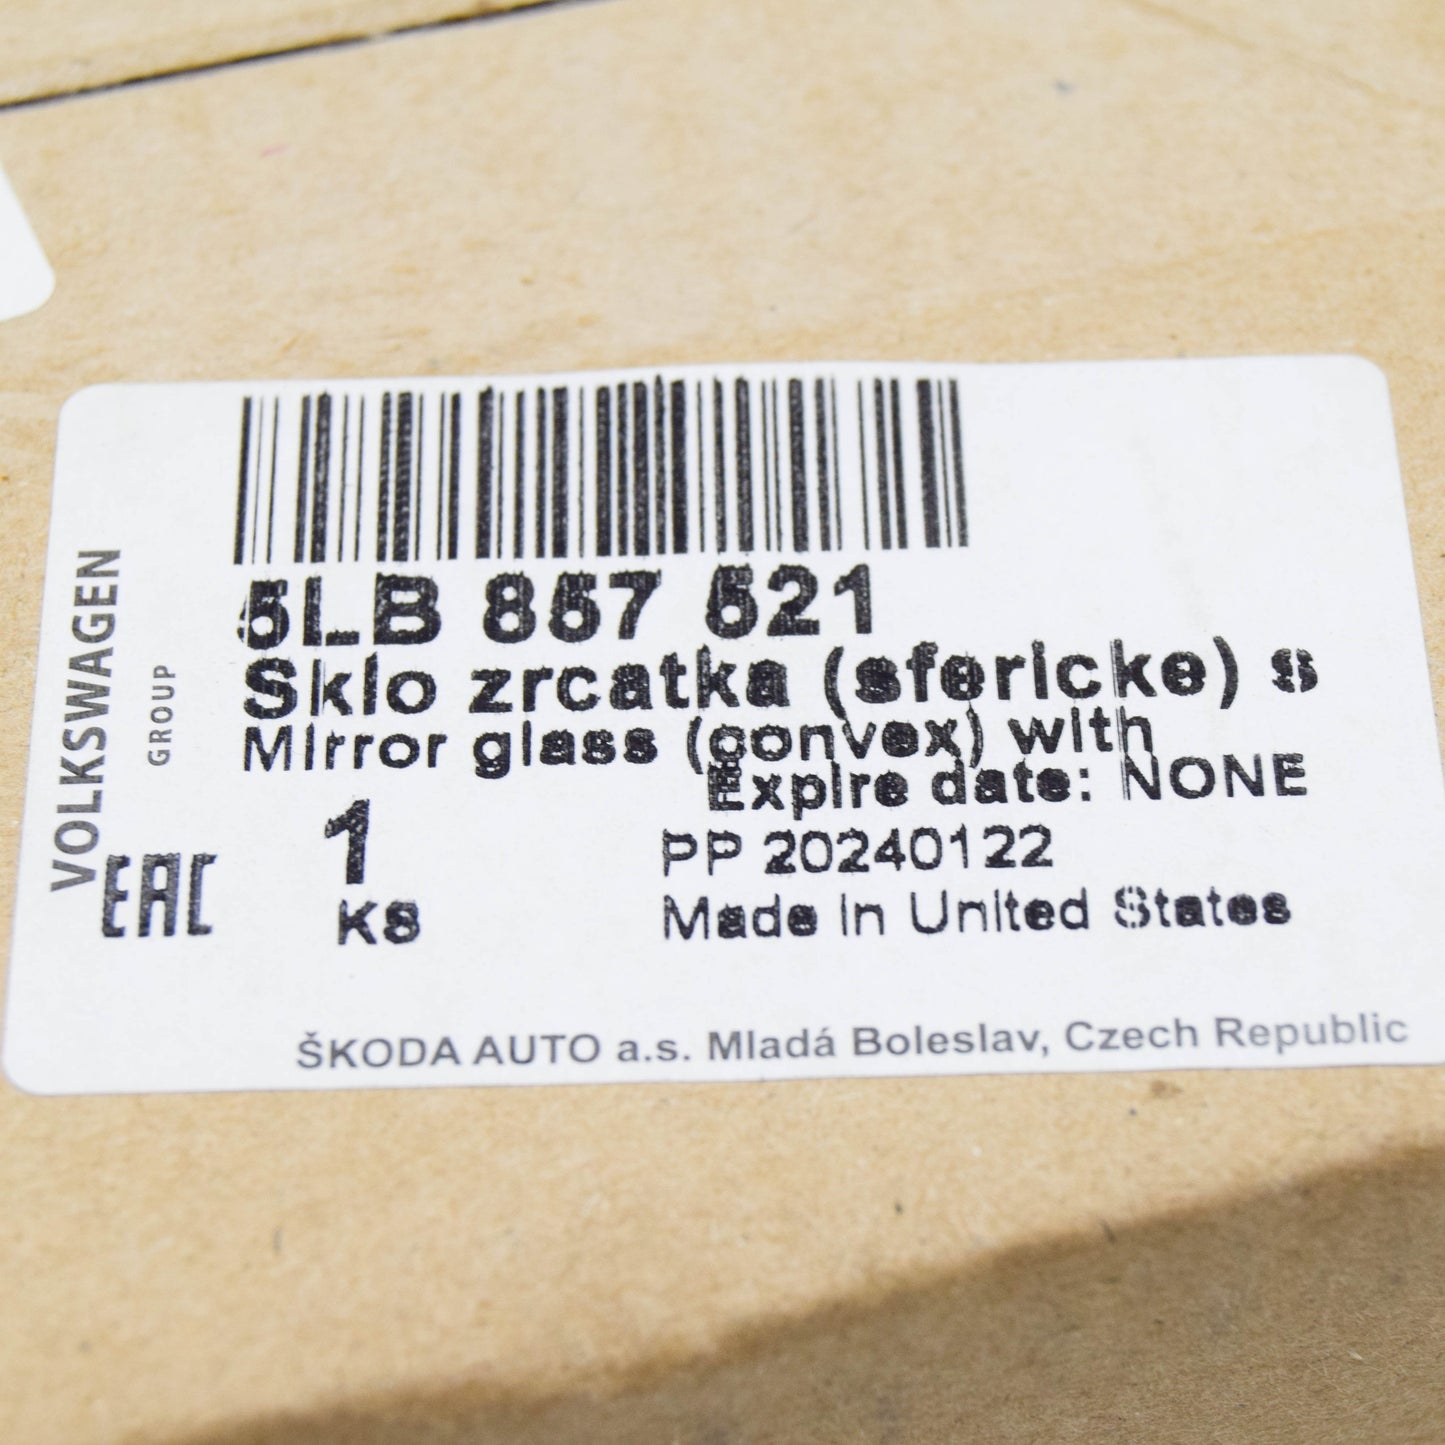 VOLKSWAGEN
GROUP
5LB 857 521
Sklo zrcatka (sfericke) s
Mirror glass (convex) with
Expire date: NONE
1
KS
PP 20240122
Made in United States
EAC
ŠKODA AUTO a.s. Mladá Boleslav, Czech Republic